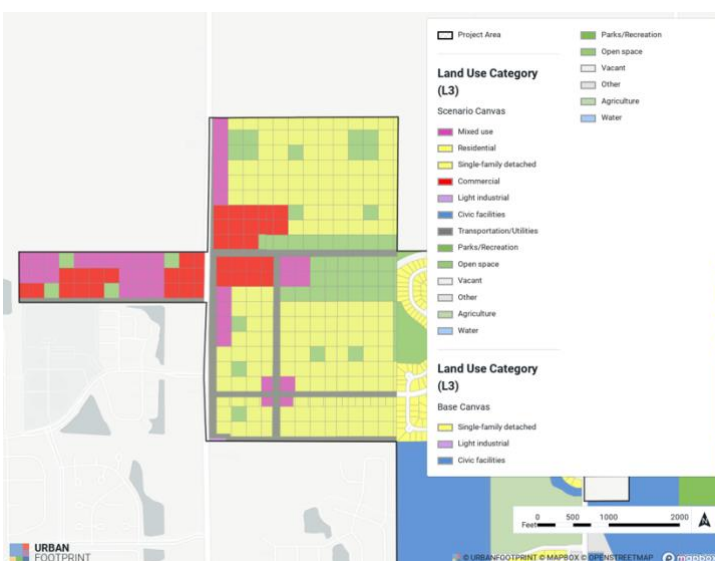 Project Area
Land Use Category
(L3)
Scenario Canvas
Mixed use
Residential
Single-family detached
Commercial
Light industrial
Civic facilities
Transportation/Utilities
Parks/Recreation
Open space
Vacant
Other
Agriculture
Water
Land Use Category
(L3)
Base Canvas
Single-family detached
Light industrial
Civic facilities
Parks/Recreation
Open space
Vacant
Other
Agriculture
Water
0 500 1000 2000
Feet
A
URBAN
FOOTPRINT
© URBANFOOTPRINT © MAPBOX © OPENSTREETMAP
mapbox